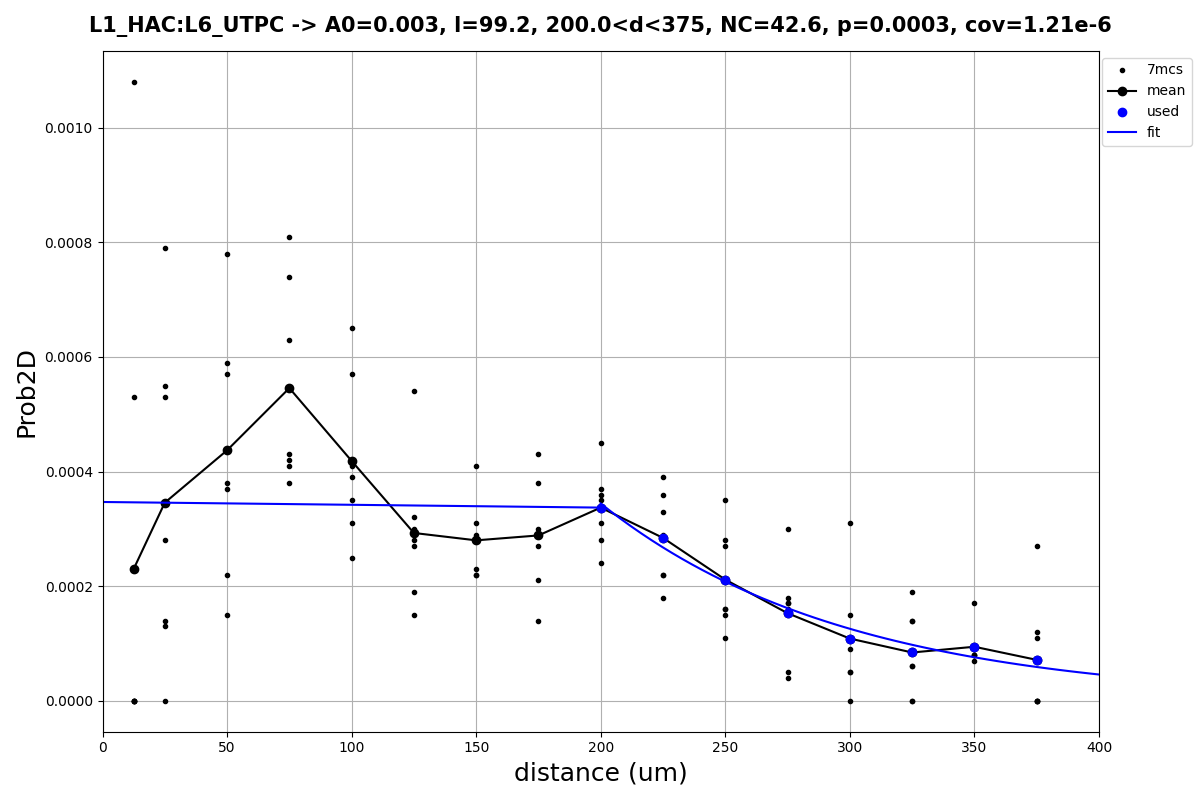 L1_HAC:L6_UTPC -> A0=0.003, l=99.2, 200.0<d<375, NC=42.6, p=0.0003, cov=1.21e-6
7mcs
mean
used
fit
0.0010
0.0008
0.0006
0.0004
0.0002
0.0000
Prob2D
0 50 100 150 200 250 300 350 400
distance (um)